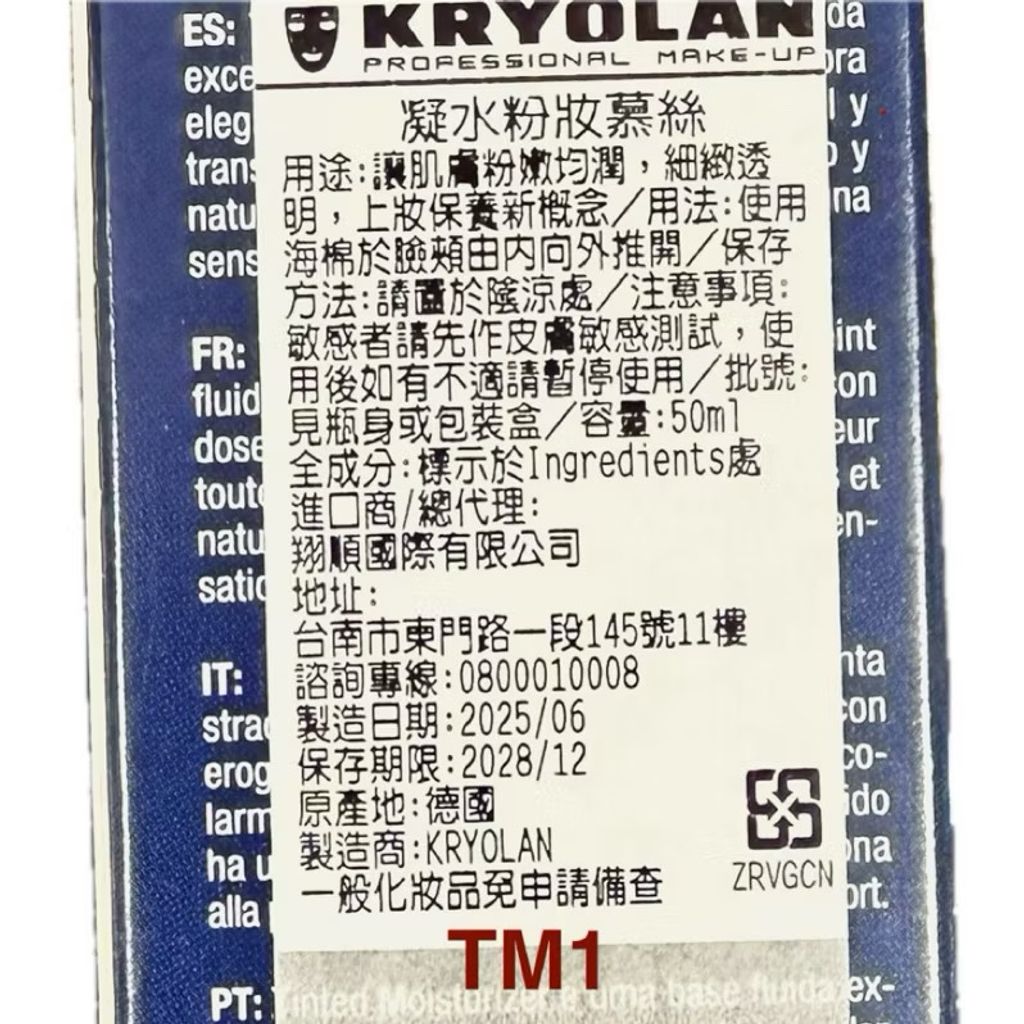 KRYOLAN
PROFESSIONAL MAKE-UP
凝水粉妝慕絲
用途:讓肌膚粉嫩均潤，細緻透
明，上妝保養新概念／用法:使用
海棉於臉頰由內向外推開／保存
方法:請置於陰涼處／注意事項:
敏感者請先作皮膚敏感測試，使
用後如有不適請暫停使用／批號:
見瓶身或包裝盒／容量:50ml
全成分:標示於Ingredients處
進口商/總代理:
翔順國際有限公司
地址:
台南市東門路一段145號11樓
諮詢專線:0800010008
製造日期:2025/06
保存期限:2028/12
原產地:德國
製造商:KRYOLAN
一般化妝品免申請備查
ZRVGCN
TM1
ES:
FR:
IT:
PT: Tinted Moisturizer é uma base fluida